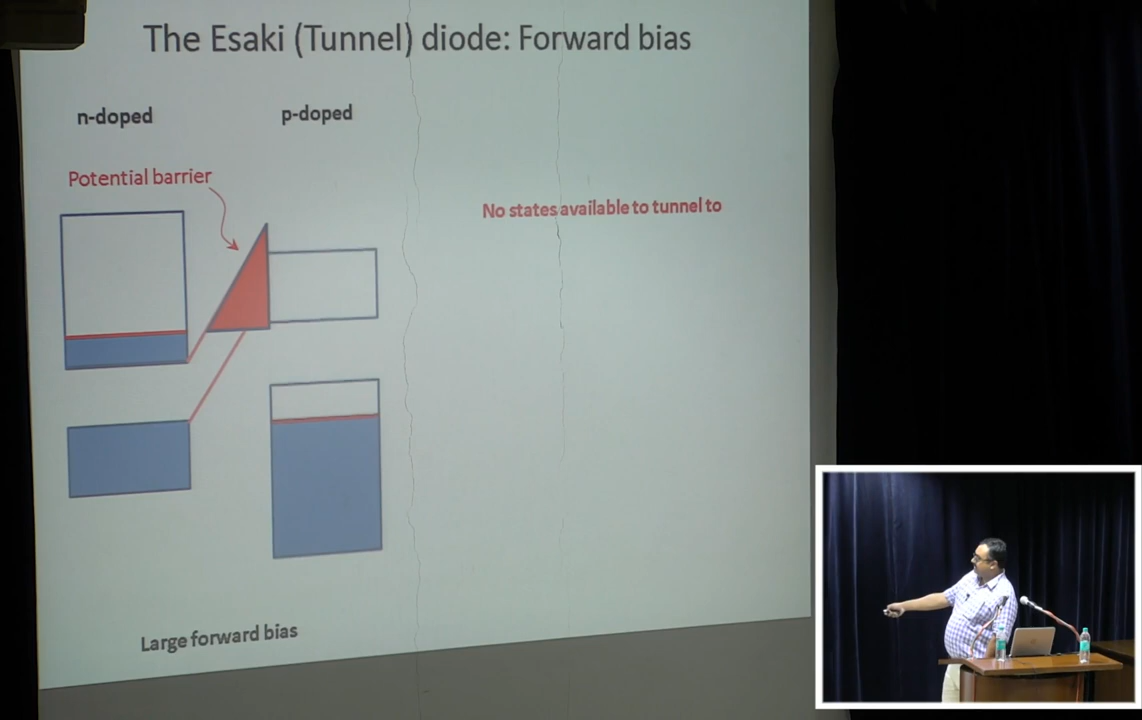 The Esaki (Tunnel) diode: Forward bias
n-doped
p-doped
Potential barrier
No states available to tunnel to
Large forward bias